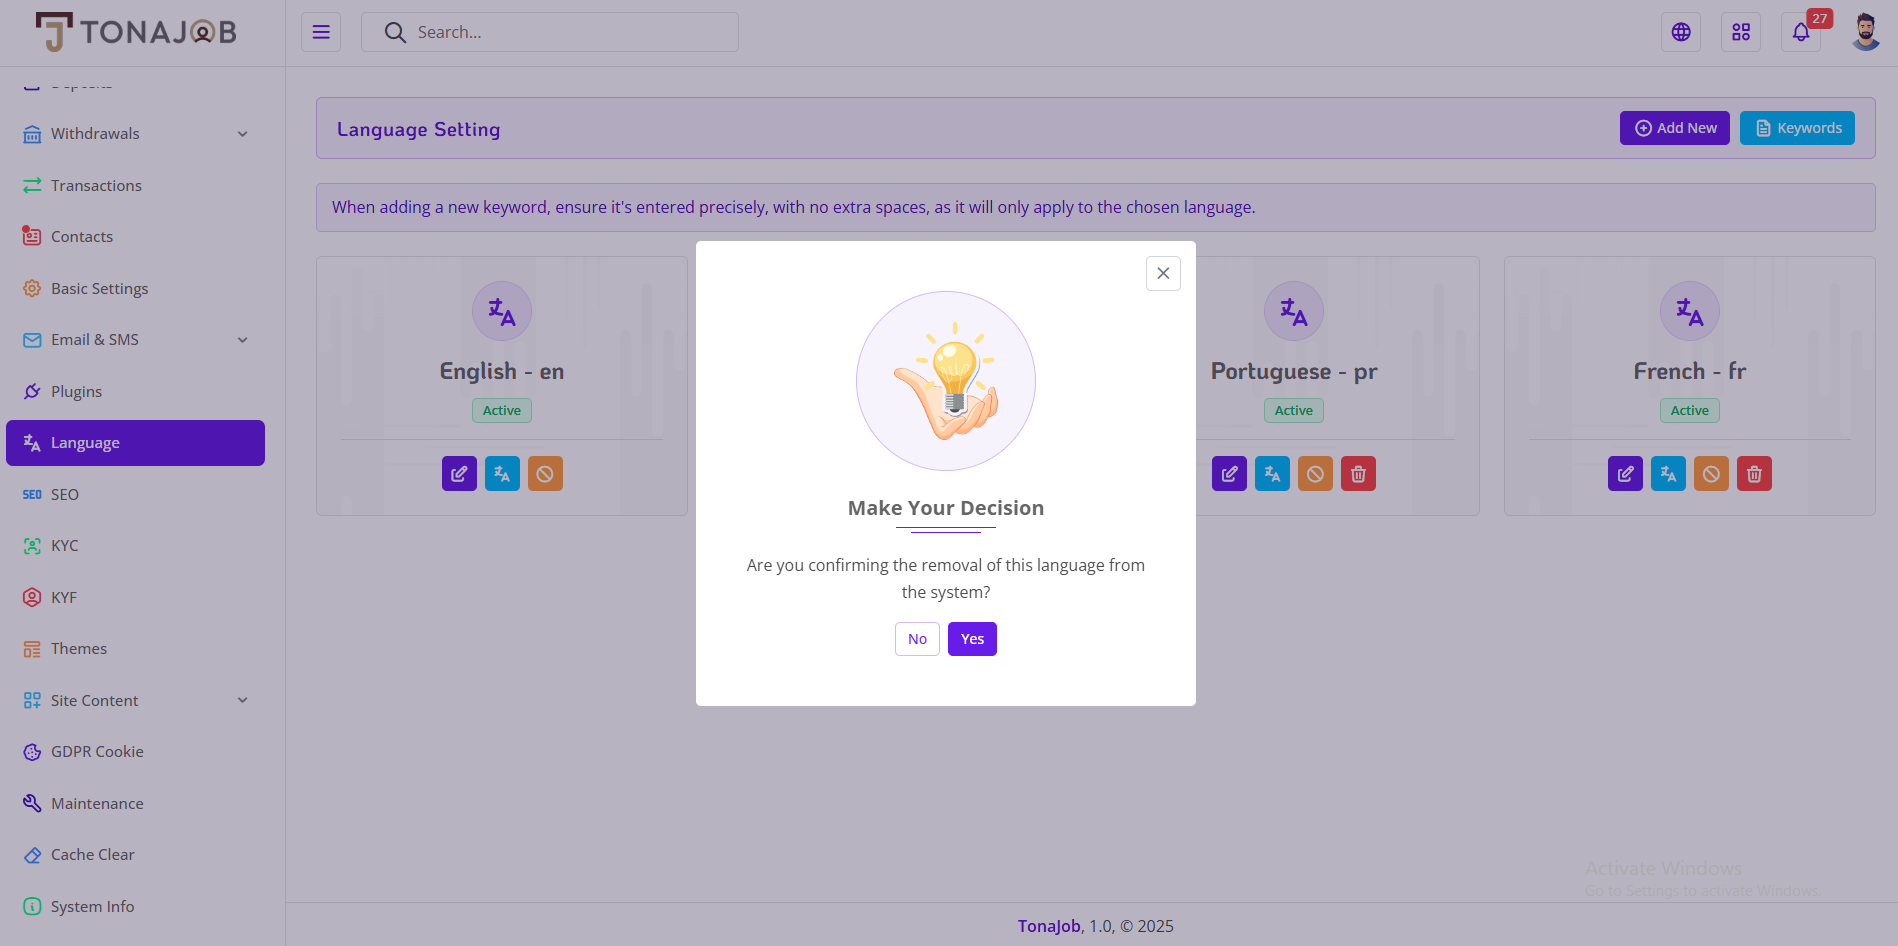 TONAJOB
Search...
27
Deposits
Withdrawals
Transactions
Contacts
Basic Settings
Email & SMS
Plugins
Language
SEO SEO
KYC
KYF
Themes
Site Content
GDPR Cookie
Maintenance
Cache Clear
System Info
Language Setting
Add New
Keywords
When adding a new keyword, ensure it's entered precisely, with no extra spaces, as it will only apply to the chosen language.
English - en
Active
Portuguese - pr
Active
French - fr
Active
Make Your Decision
Are you confirming the removal of this language from
the system?
No
Yes
Activate Windows
Go to Settings to activate Windows.
TonaJob, 1.0, © 2025